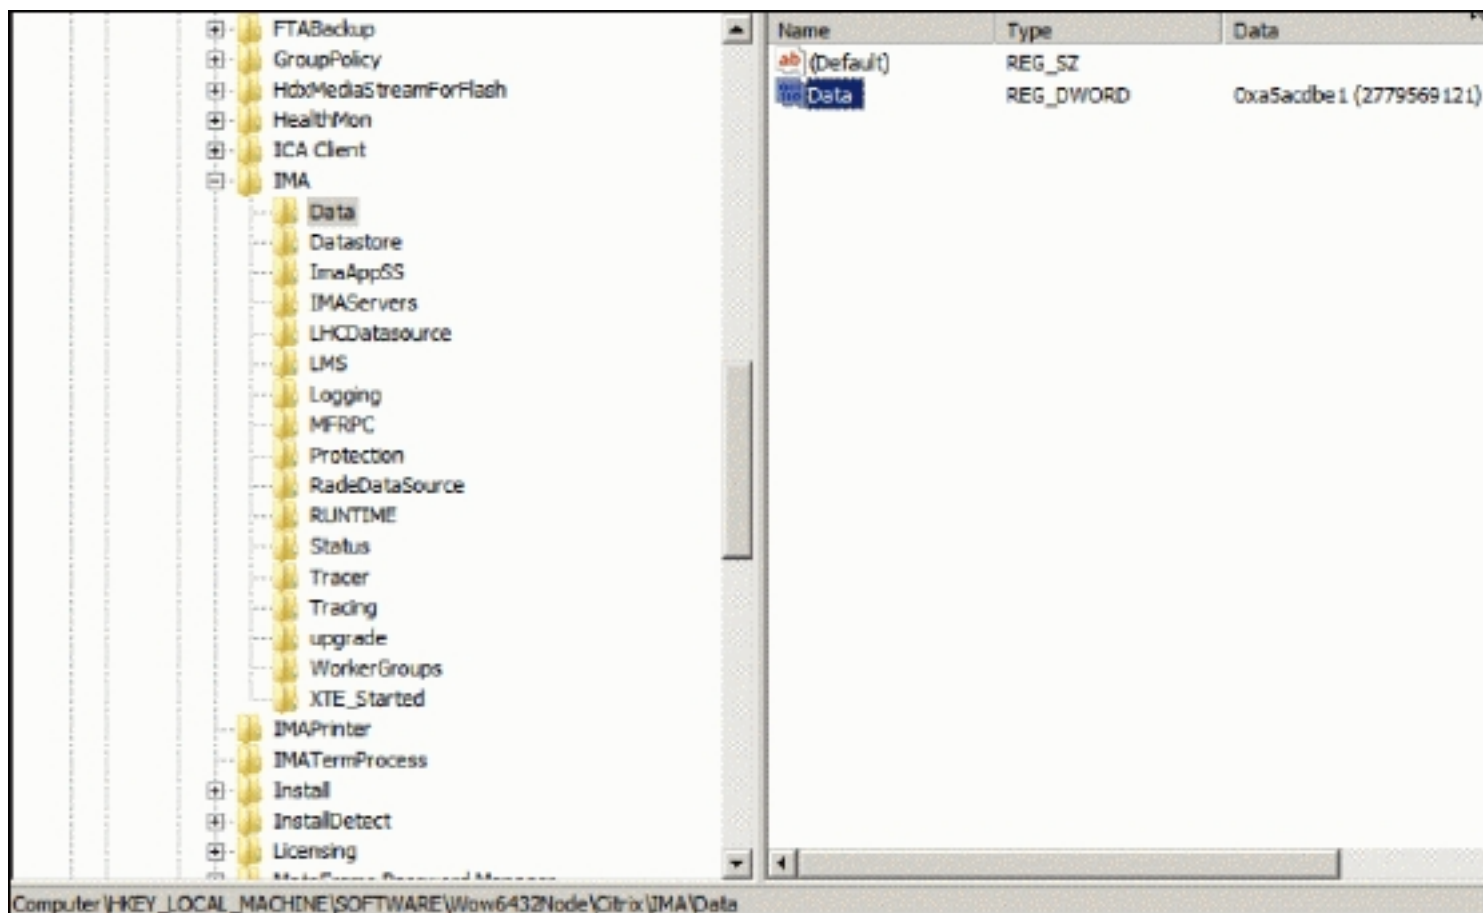 FTABackup
GroupPolicy
HdxMediaStreamForFlash
HealthMon
ICA Client
IMA
Data
Datastore
ImaAppSS
IMAServers
LHCDatasource
LMS
Logging
MFRPC
Protection
RadeDataSource
RUNTIME
Status
Tracer
Tracing
upgrade
WorkerGroups
XTE_Started
IMAPrinter
IMATermProcess
Install
InstallDetect
Licensing
Name Type Data
ab (Default) REG_SZ
Data REG_DWORD 0xa5acdbe1 (2779569121)
Computer\HKEY_LOCAL_MACHINE\SOFTWARE\Wow6432Node\Citrix\IMA\Data